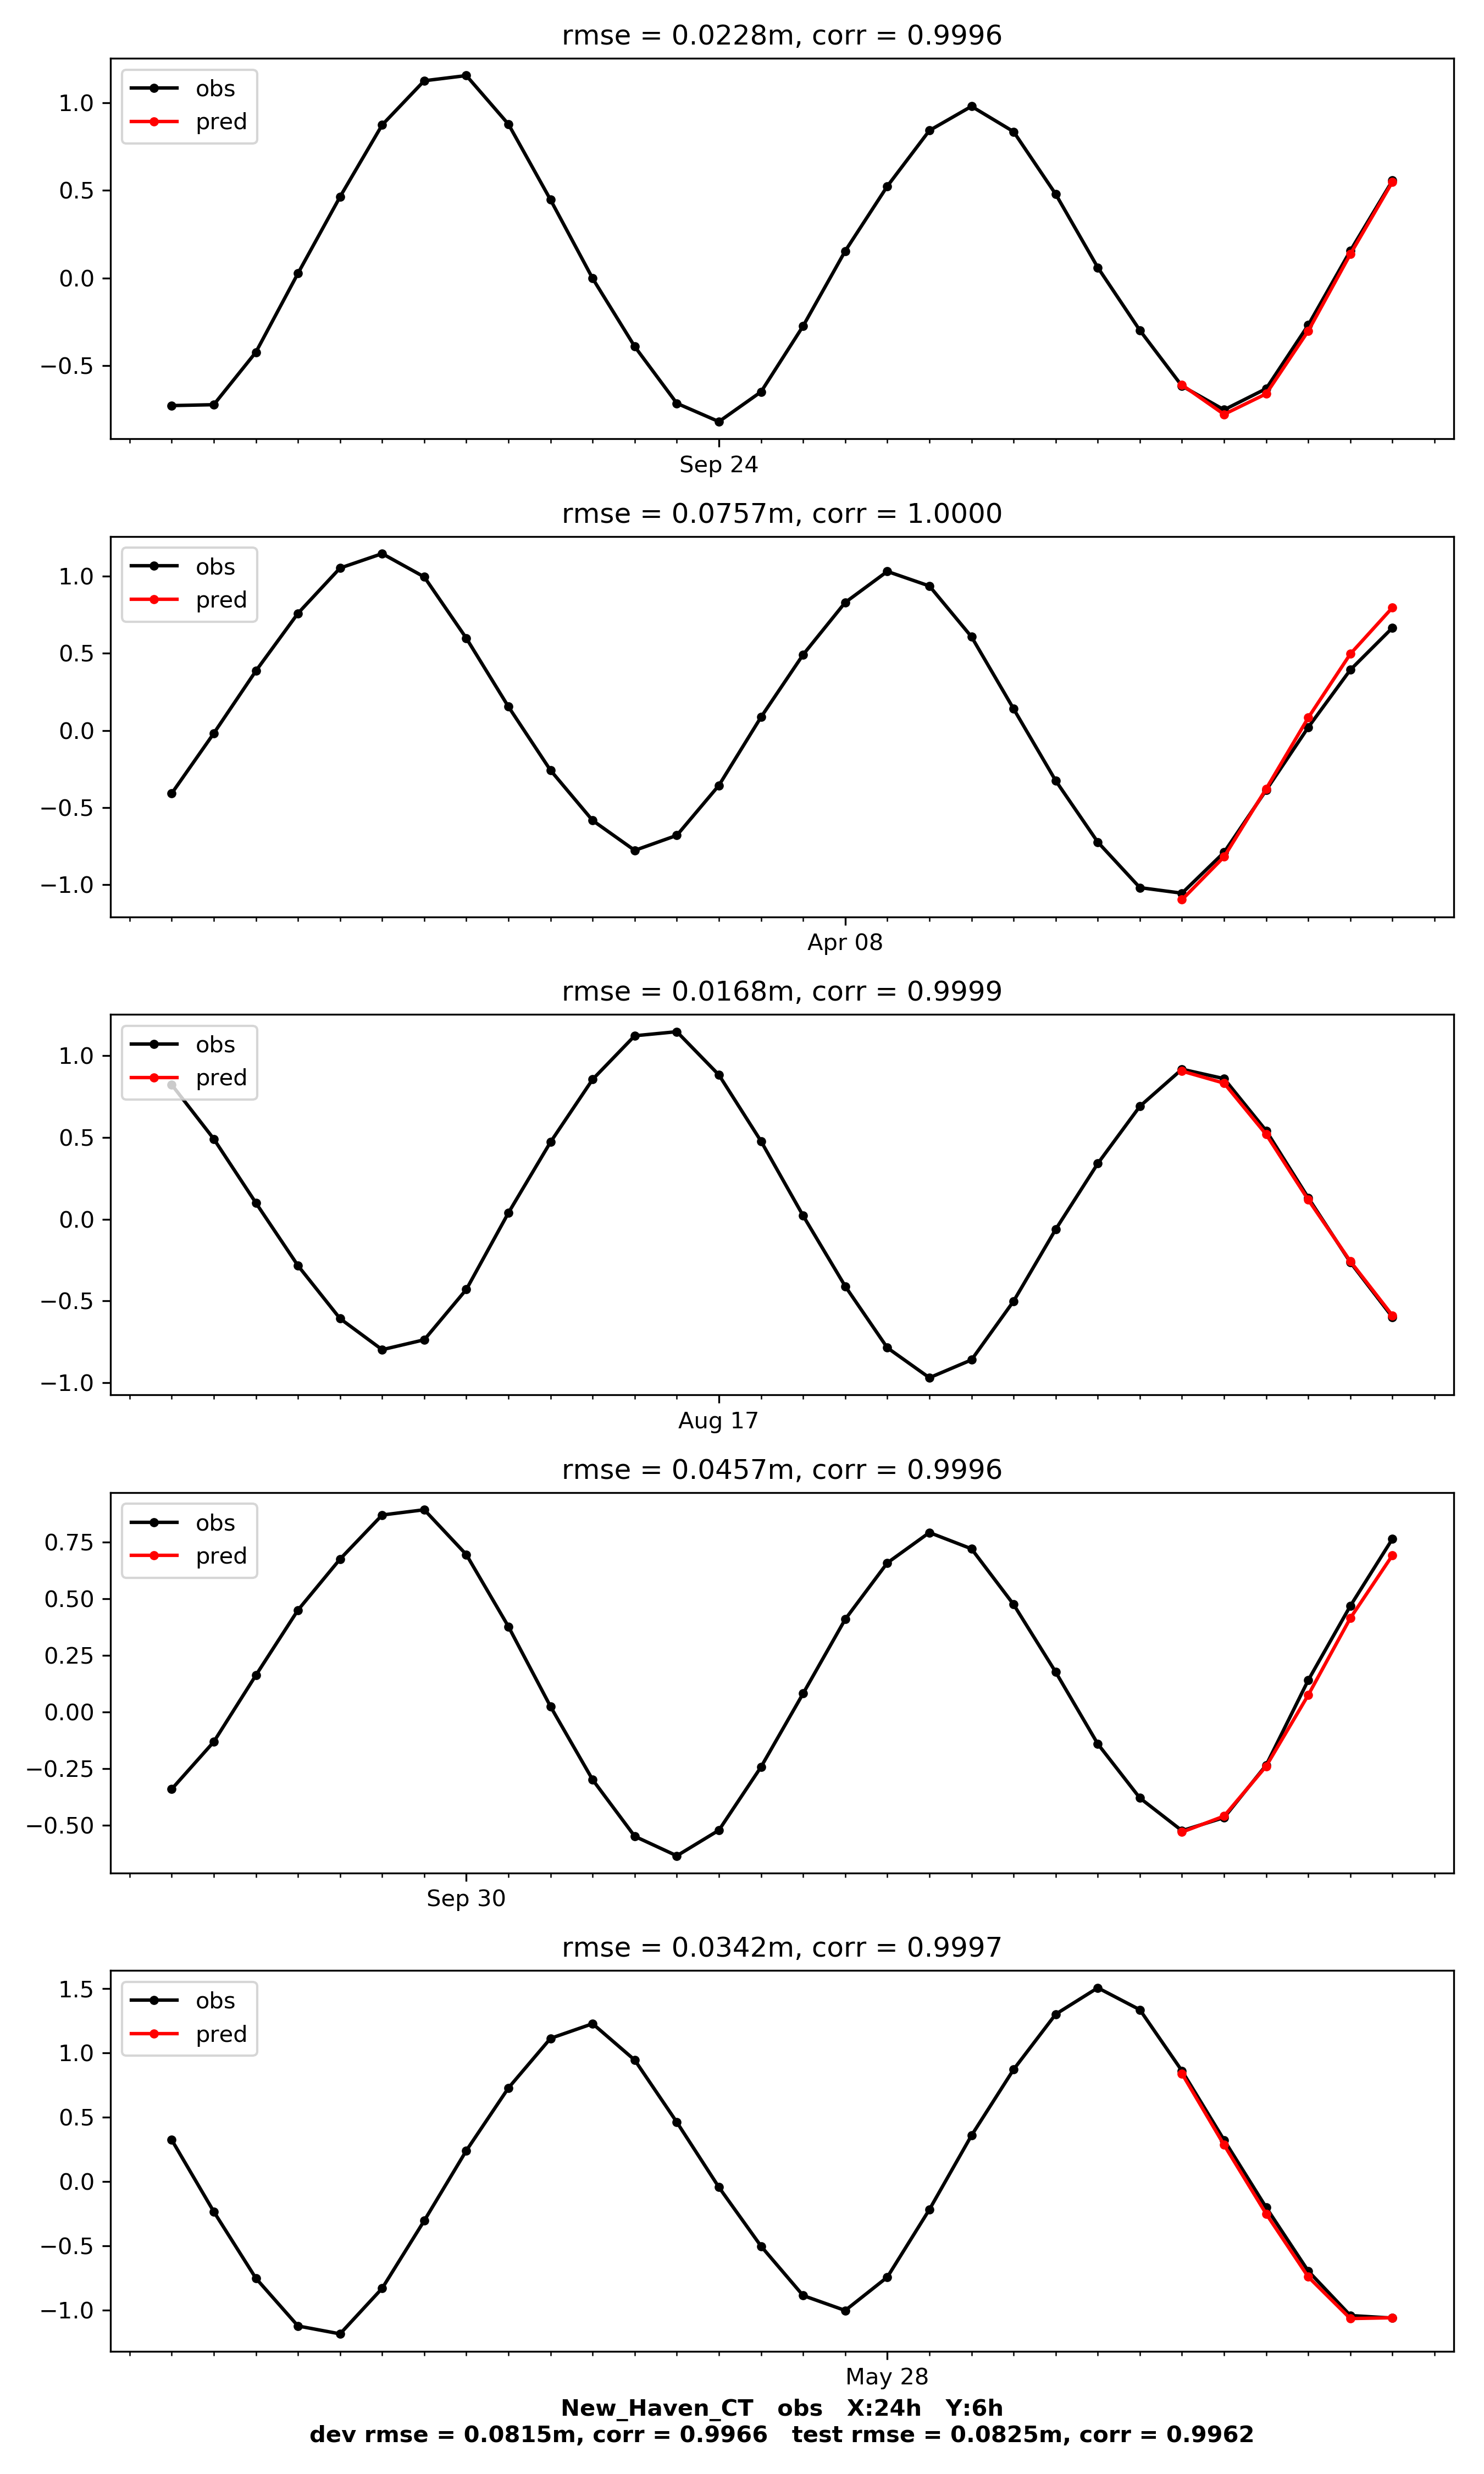 rmse = 0.0228m, corr = 0.9996
obs
pred
1.0
0.5
0.0
−0.5
Sep 24
rmse = 0.0757m, corr = 1.0000
obs
pred
1.0
0.5
0.0
−0.5
−1.0
Apr 08
rmse = 0.0168m, corr = 0.9999
obs
pred
1.0
0.5
0.0
−0.5
−1.0
Aug 17
rmse = 0.0457m, corr = 0.9996
obs
pred
0.75
0.50
0.25
0.00
−0.25
−0.50
Sep 30
rmse = 0.0342m, corr = 0.9997
obs
pred
1.5
1.0
0.5
0.0
−0.5
−1.0
May 28
New_Haven_CT obs X:24h Y:6h
dev rmse = 0.0815m, corr = 0.9966 test rmse = 0.0825m, corr = 0.9962